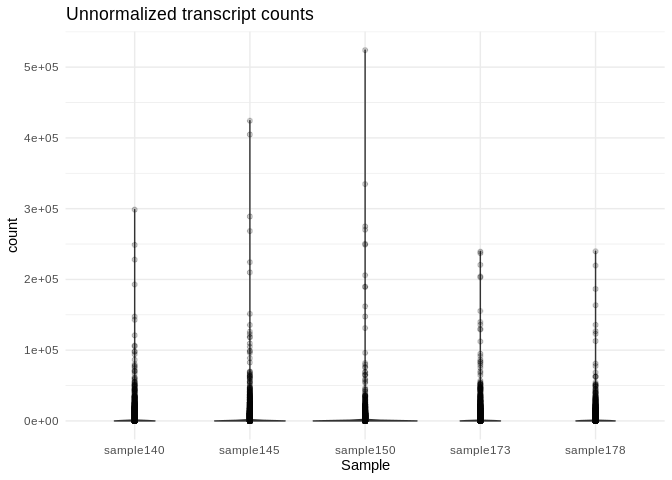 Unnormalized transcript counts
5e+05
4e+05
3e+05
2e+05
1e+05
0e+00
count
sample140 sample145 sample150 sample173 sample178
Sample